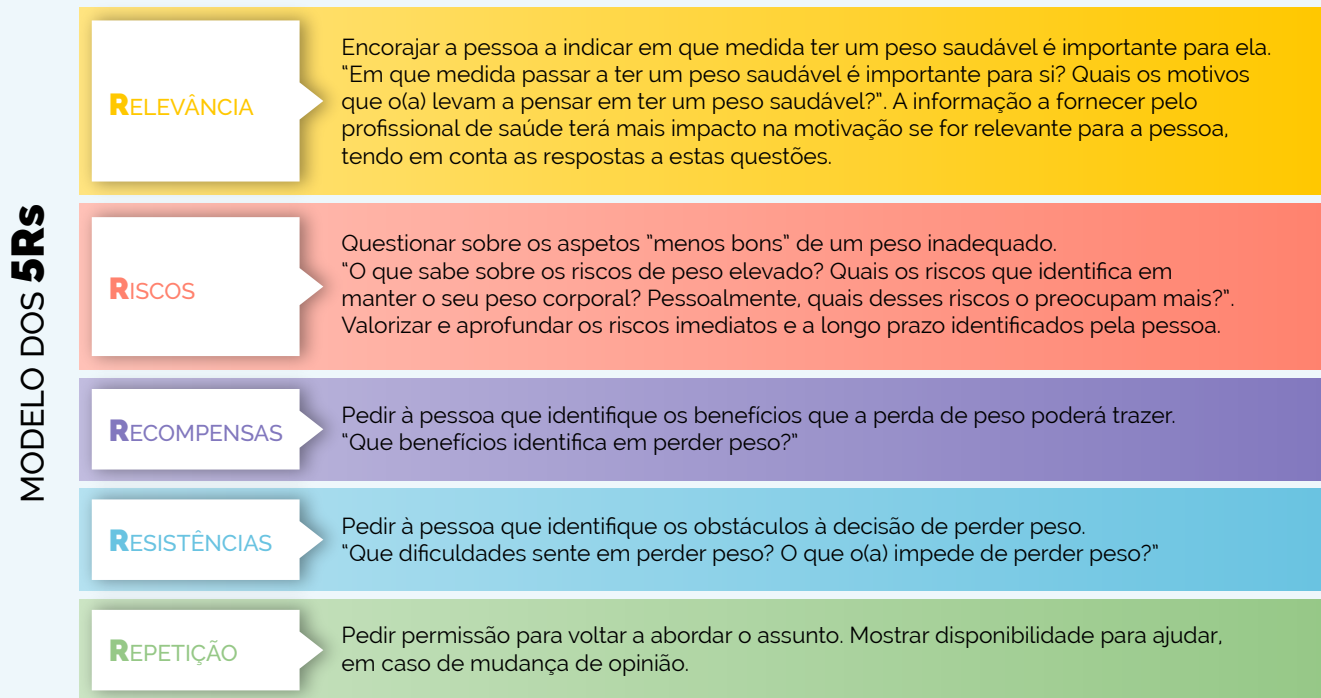 MODELO DOS 5Rs
RELEVÂNCIA
Encorajar a pessoa a indicar em que medida ter um peso saudável é importante para ela.
"Em que medida passar a ter um peso saudável é importante para si? Quais os motivos
que o(a) levam a pensar em ter um peso saudável?". A informação a fornecer pelo
profissional de saúde terá mais impacto na motivação se for relevante para a pessoa,
tendo em conta as respostas a estas questões.
RISCOS
Questionar sobre os aspetos "menos bons" de um peso inadequado.
"O que sabe sobre os riscos de peso elevado? Quais os riscos que identifica em
manter o seu peso corporal? Pessoalmente, quais desses riscos o preocupam mais?".
Valorizar e aprofundar os riscos imediatos e a longo prazo identificados pela pessoa.
RECOMPENSAS
Pedir à pessoa que identifique os benefícios que a perda de peso poderá trazer.
"Que benefícios identifica em perder peso?"
RESISTÊNCIAS
Pedir à pessoa que identifique os obstáculos à decisão de perder peso.
"Que dificuldades sente em perder peso? O que o(a) impede de perder peso?"
REPETIÇÃO
Pedir permissão para voltar a abordar o assunto. Mostrar disponibilidade para ajudar,
em caso de mudança de opinião.